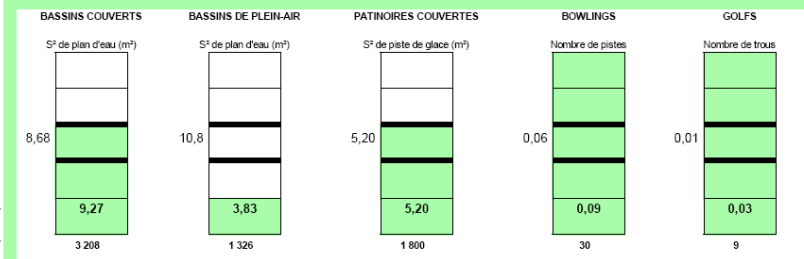 BASSINS COUVERTS BASSINS DE PLEIN-AIR PATINOIRES COUVERTES BOWLINGS GOLFS
S² de plan d'eau (m²) S² de plan d'eau (m²) S² de piste de glace (m²) Nombre de pistes Nombre de trous
8,68 10,8 5,20 0,06 0,01
9,27 3,83 5,20 0,09 0,03
3 208 1 326 1 800 30 9